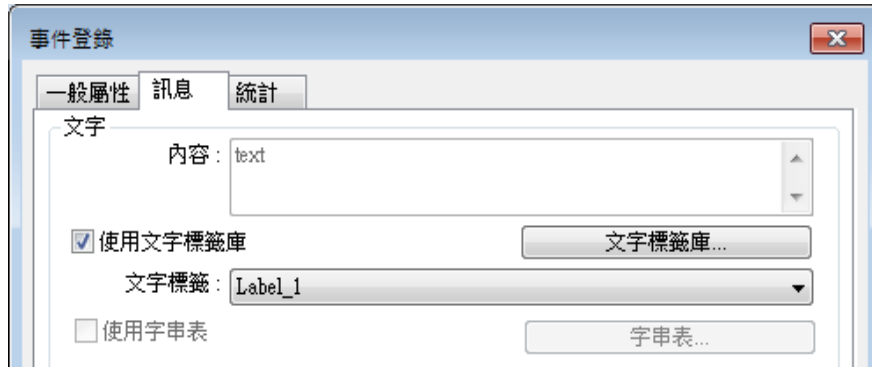 事件登錄
一般屬性 訊息 統計
文字
內容 : text
使用文字標籤庫 文字標籤庫...
文字標籤 : Label_1
使用字串表 字串表...